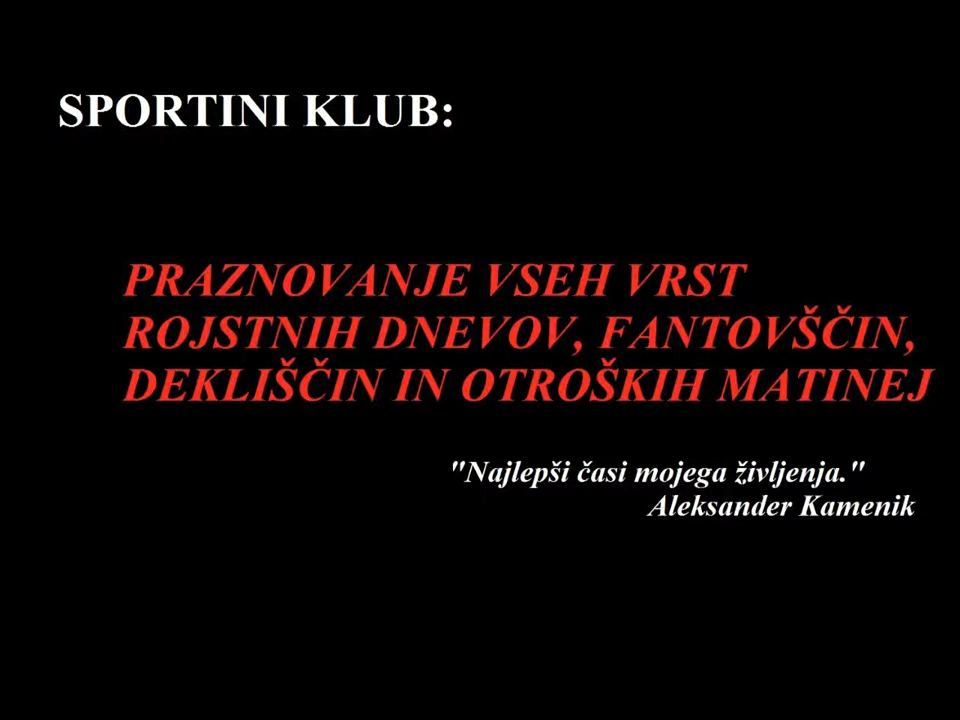 SPORTINI KLUB:
PRAZNOVANJE VSEH VRST
ROJSTNIH DNEVOV, FANTOVŠČIN,
DEKLIŠČIN IN OTROŠKIH MATINEJ
"Najlepši časi mojega življenja."
Aleksander Kamenik